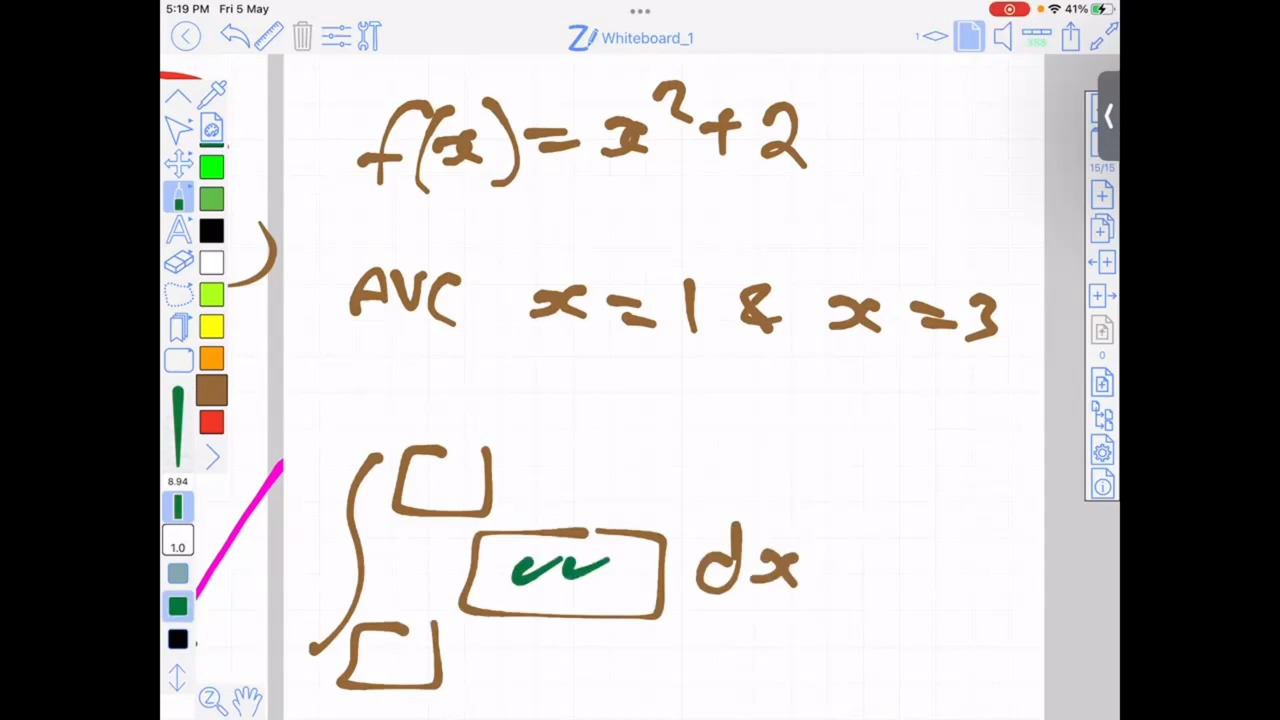 5:19 PM Fri 5 May
41%
Whiteboard_1
1
f(x) = x² + 2
AVC x = 1 & x = 3
15/15
0
8.94
1.0
dx